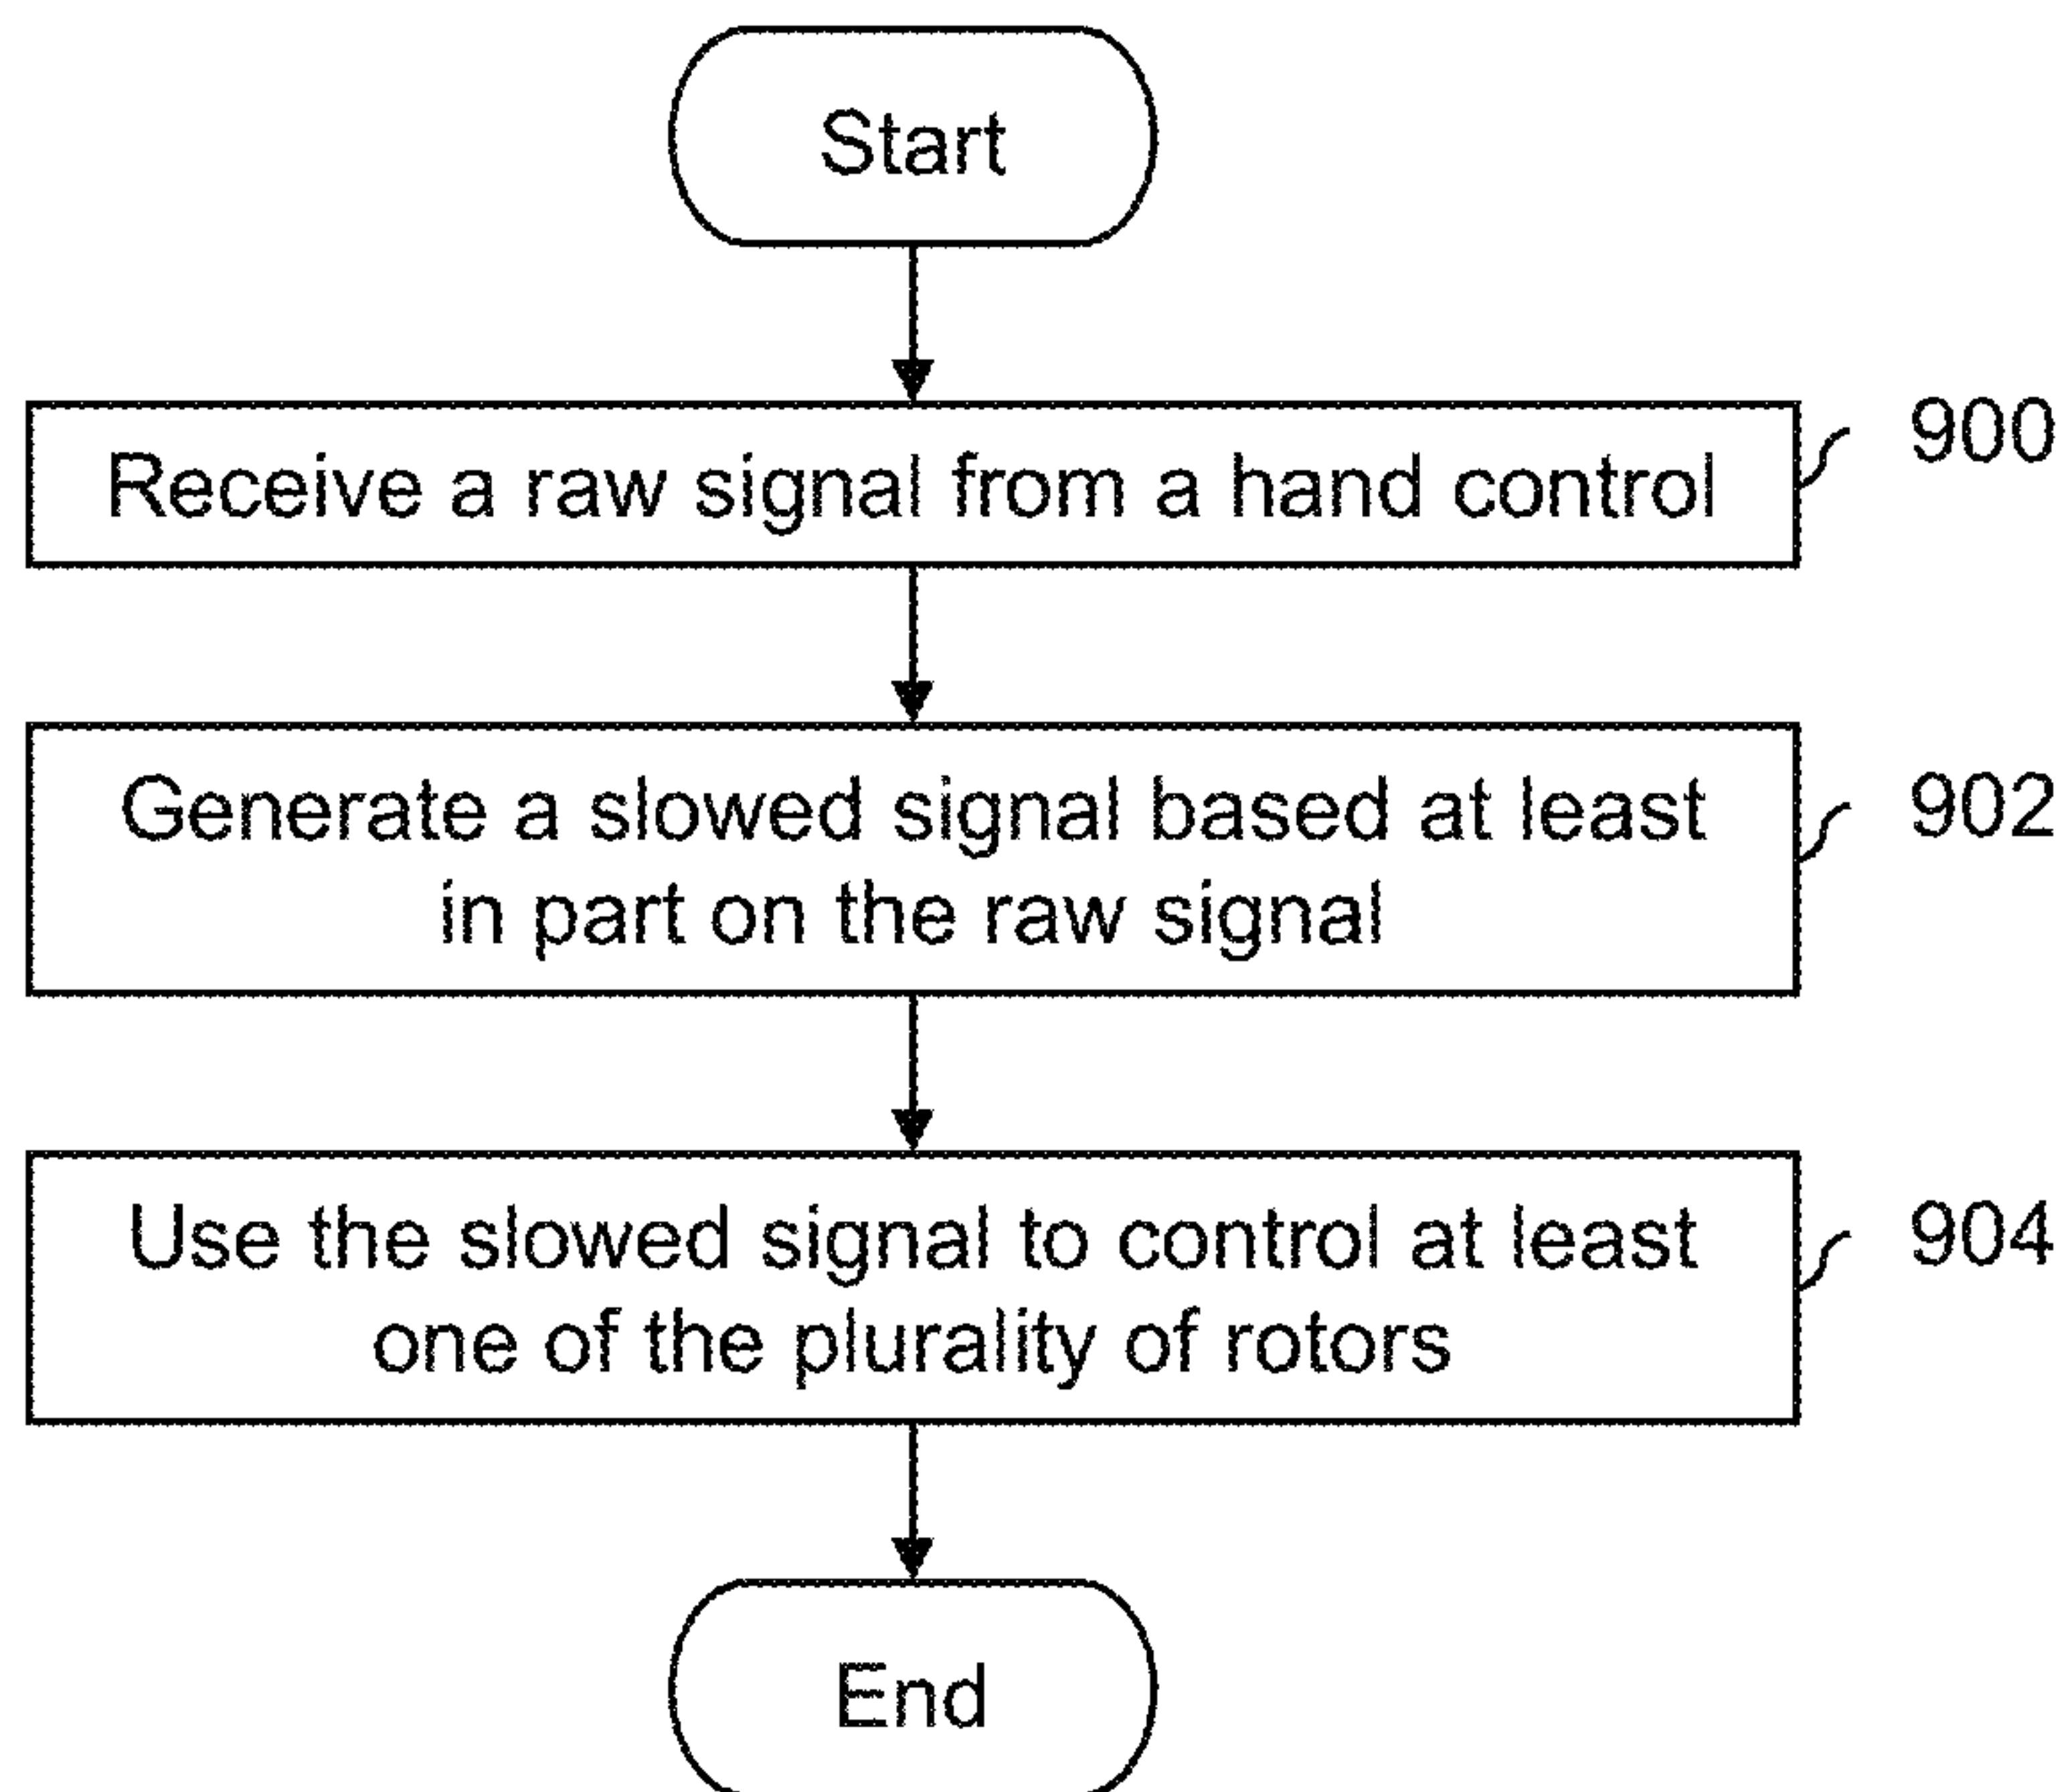 Start
Receive a raw signal from a hand control
900
Generate a slowed signal based at least
in part on the raw signal
902
Use the slowed signal to control at least
one of the plurality of rotors
904
End